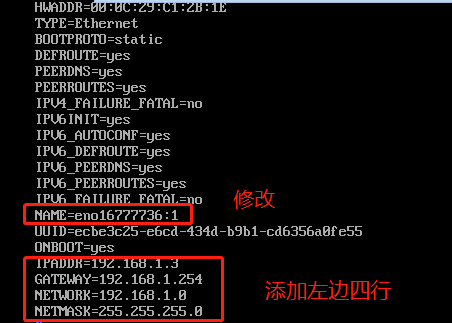 HWADDR=00:0C:29:C1:2B:1E
TYPE=Ethernet
BOOTPROTO=static
DEFROUTE=yes
PEERDNS=yes
PEERROUTES=yes
IPV4_FAILURE_FATAL=no
IPV6INIT=yes
IPV6_AUTOCONF=yes
IPV6_DEFROUTE=yes
IPV6_PEERDNS=yes
IPV6_PEERROUTES=yes
IPV6_FAILURE_FATAL=no
NAME=eno16777736:1
修改
UUID=ecbe3c25-e6cd-434d-b9b1-cd6356a0fe55
ONBOOT=yes
IPADDR=192.168.1.3
GATEWAY=192.168.1.254
NETWORK=192.168.1.0
NETMASK=255.255.255.0
添加左边四行